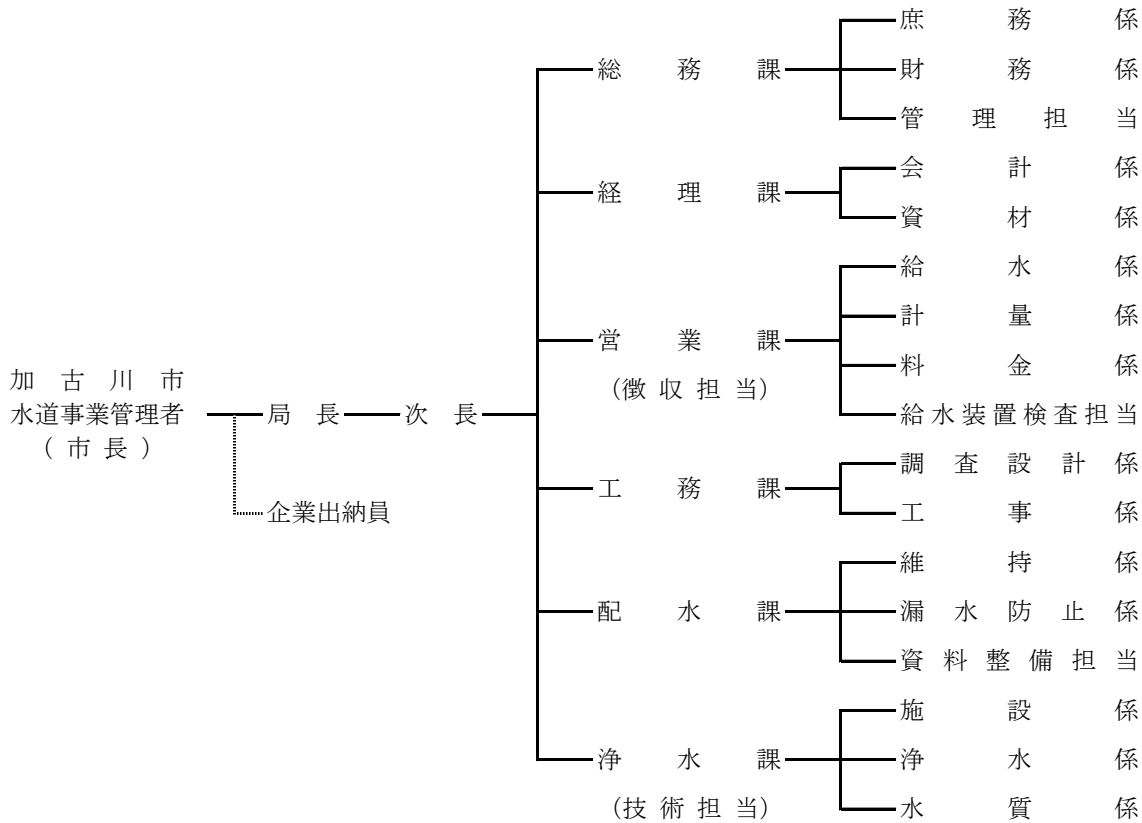 加古川市
水道事業管理者
(市長)
局長
次長
企業出納員
総務課
庶務係
財務係
管理担当
経理課
会計係
資材係
営業課
(徴収担当)
給水係
計量係
料金係
給水装置検査担当
工務課
調査設計係
工事係
配水課
維持係
漏水防止係
資料整備担当
浄水課
(技術担当)
施設係
浄水係
水質係